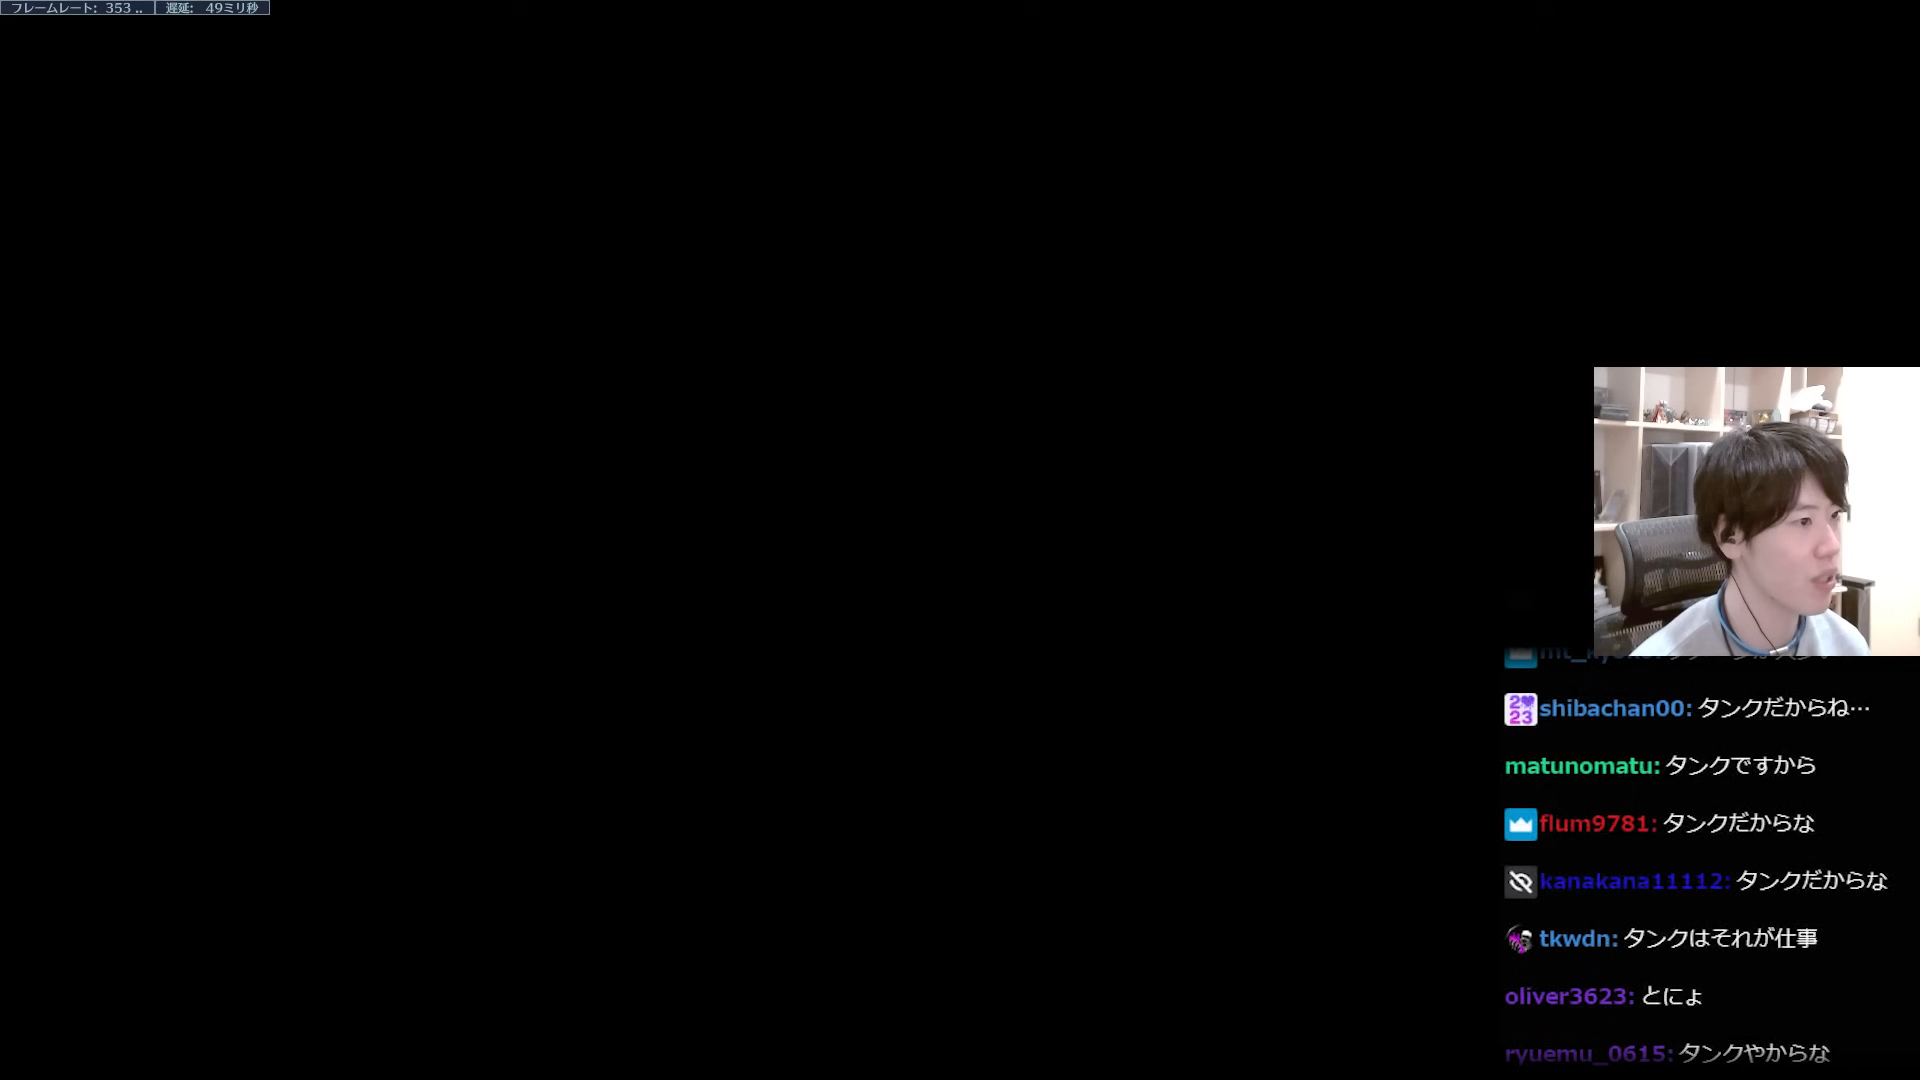 フレームレート: 353 ..
遅延: 49ミリ秒
shibachan00: タンクだからね…
matunomatu: タンクですから
flum9781: タンクだからな
kanakana11112: タンクだからな
tkwdn: タンクはそれが仕事
oliver3623: とにょ
ryuemu_0615: タンクやからな